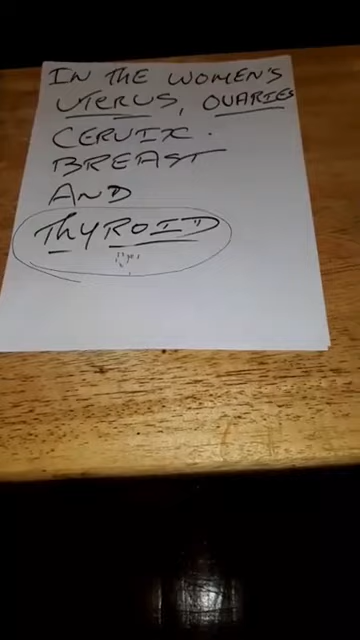 IN THE WOMEN'S
UTERUS, OVARIES
CERVIX.
BREAST
AND
THYROID